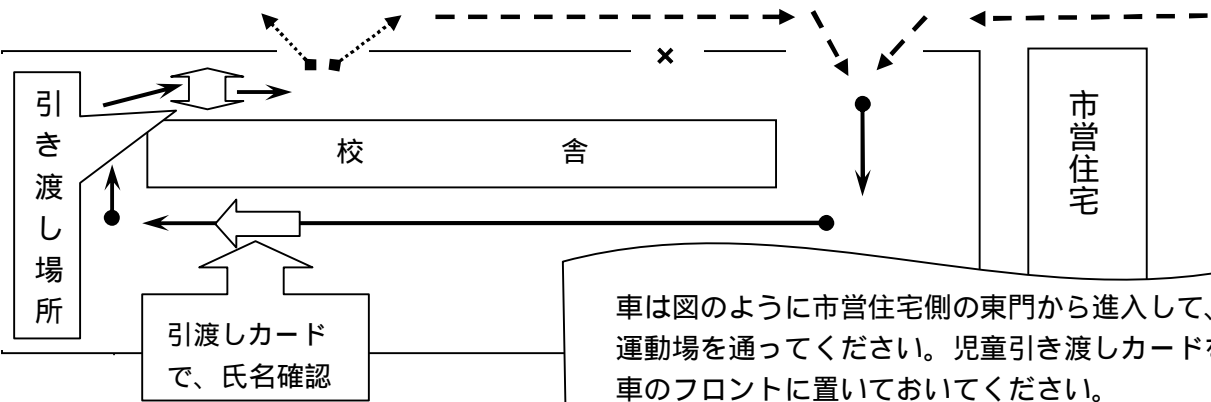 引き渡し場所
校舎
市営住宅
引渡しカード
で、氏名確認
車は図のように市営住宅側の東門から進入して、
運動場を通ってください。児童引き渡しカードを
車のフロントに置いておいてください。